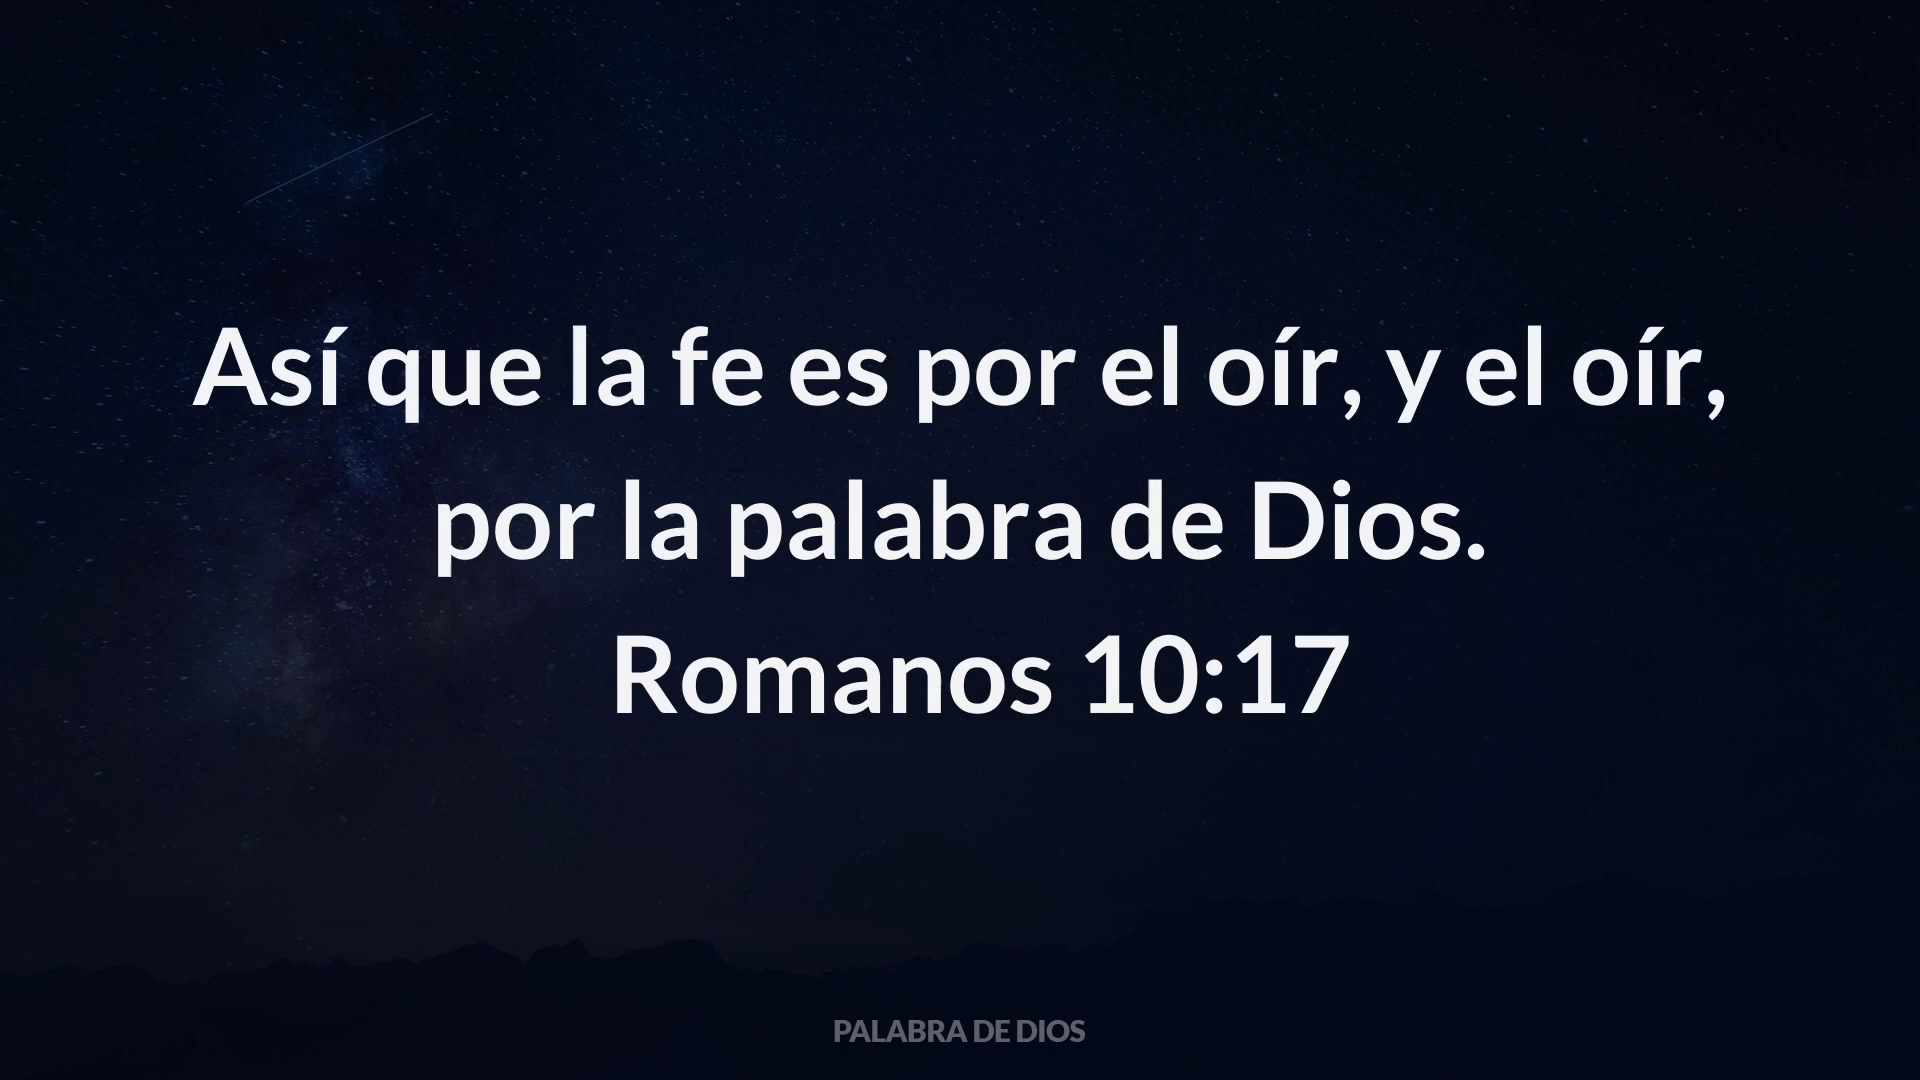 Así que la fe es por el oír, y el oír,
por la palabra de Dios.
Romanos 10:17
PALABRA DE DIOS